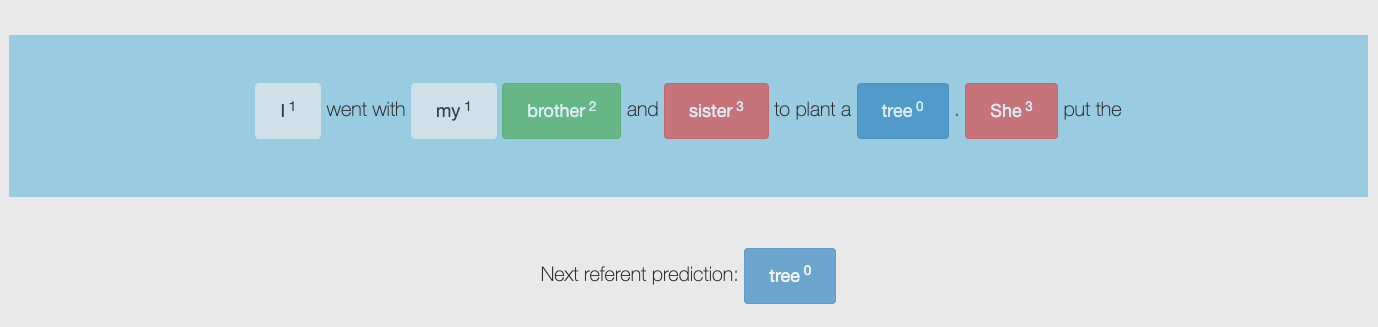 I 1 went with my 1 brother 2 and sister 3 to plant a tree 0 . She 3 put the
Next referent prediction: tree 0